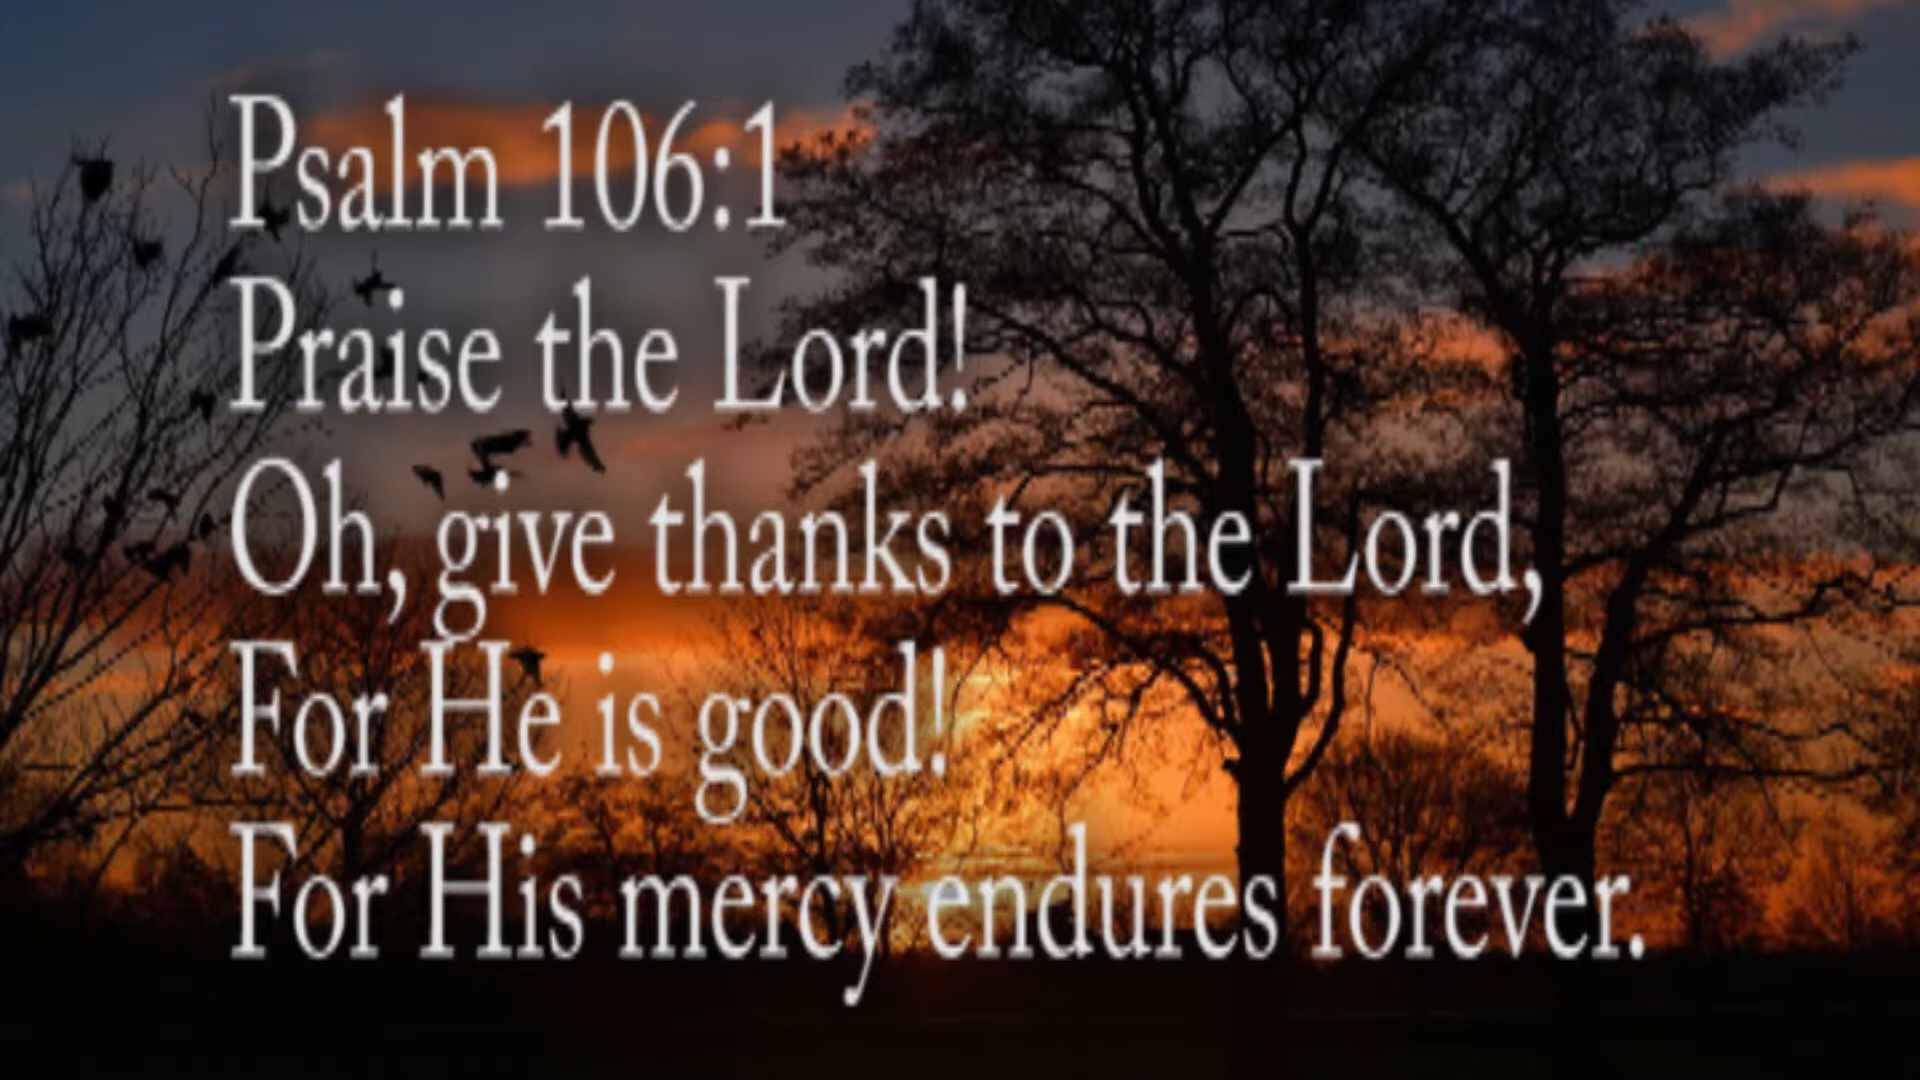 Psalm 106:1
Praise the Lord!
Oh, give thanks to the Lord,
For He is good!
For His mercy endures forever.